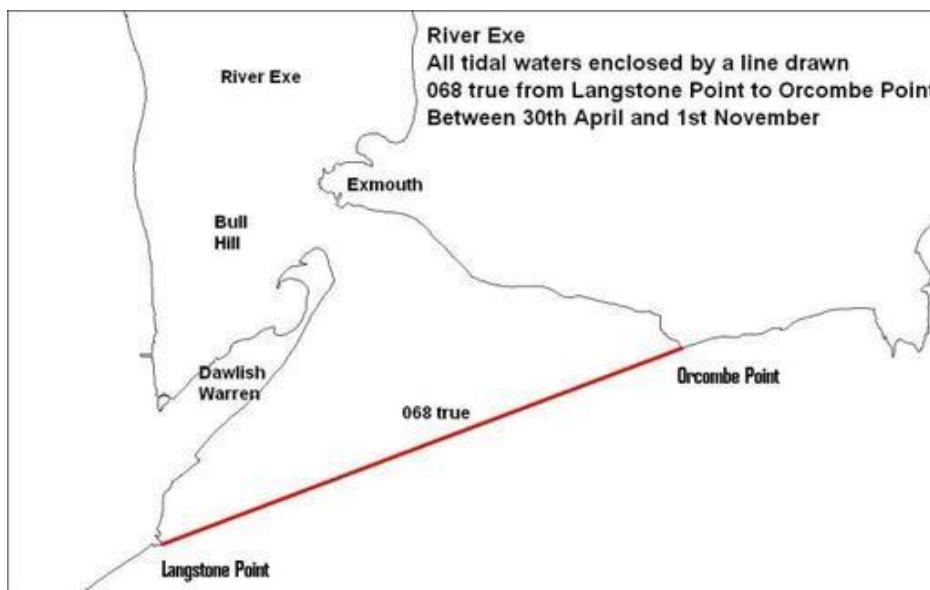 River Exe
All tidal waters enclosed by a line drawn
068 true from Langstone Point to Orcombe Point
Between 30th April and 1st November
River Exe
Exmouth
Bull
Hill
Dawlish
Warren
Orcombe Point
068 true
Langstone Point